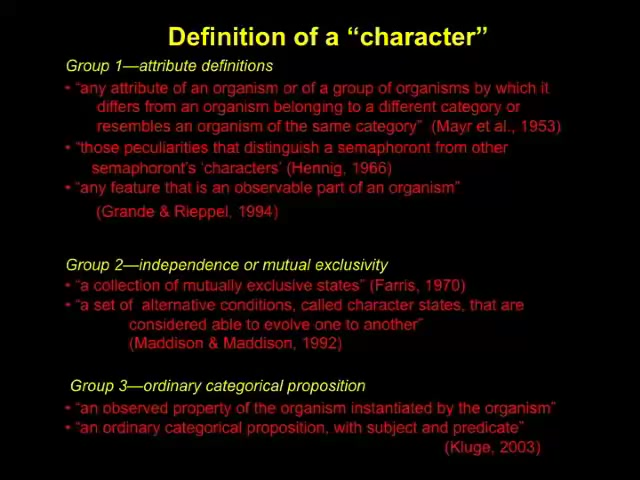 Definition of a “character”
Group 1—attribute definitions
• “any attribute of an organism or of a group of organisms by which it
differs from an organism belonging to a different category or
resembles an organism of the same category” (Mayr et al., 1953)
• “those peculiarities that distinguish a semaphoront from other
semaphoront’s ‘characters’ (Hennig, 1966)
• “any feature that is an observable part of an organism”
(Grande & Rieppel, 1994)
Group 2—independence or mutual exclusivity
• “a collection of mutually exclusive states” (Farris, 1970)
• “a set of alternative conditions, called character states, that are
considered able to evolve one to another”
(Maddison & Maddison, 1992)
Group 3—ordinary categorical proposition
• “an observed property of the organism instantiated by the organism”
• “an ordinary categorical proposition, with subject and predicate”
(Kluge, 2003)